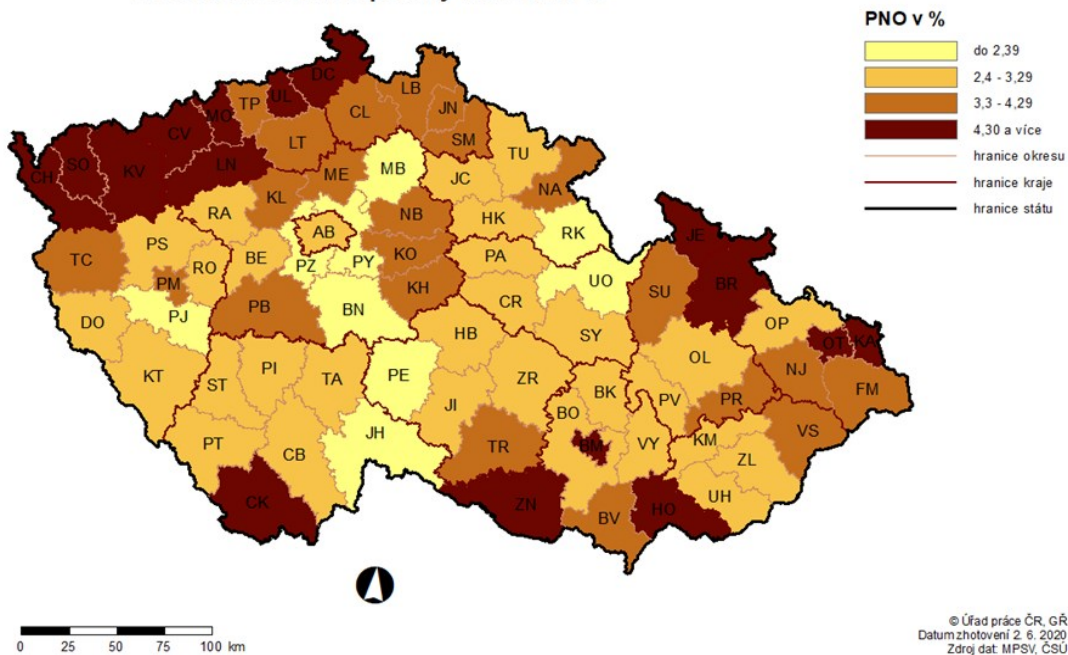 PNO v %
do 2,39
2,4 - 3,29
3,3 - 4,29
4,30 a více
hranice okresu
hranice kraje
hranice státu
DC
LB
UL
TP
CL
JN
MO
CV
LT
SM
SO
KV
LN
ME
MB
TU
CH
JC
NA
KL
RA
NB
HK
AB
RK
JE
PS
TC
RO
BE
PZ
PY
KO
PA
PM
UO
SU
BR
KH
PB
BN
CR
PJ
DO
OP
SY
HB
OT
KA
OL
KT
ST
PI
TA
PE
ZR
NJ
FM
JI
BK
PV
PR
BO
PT
CB
JH
TR
BM
VY
KM
VS
ZL
CK
ZN
BV
HO
UH
0 25 50 75 100 km
© Úřad práce ČR, GŘ
Datum zhotovení 2. 6. 2020
Zdroj dat: MPSV, ČSÚ